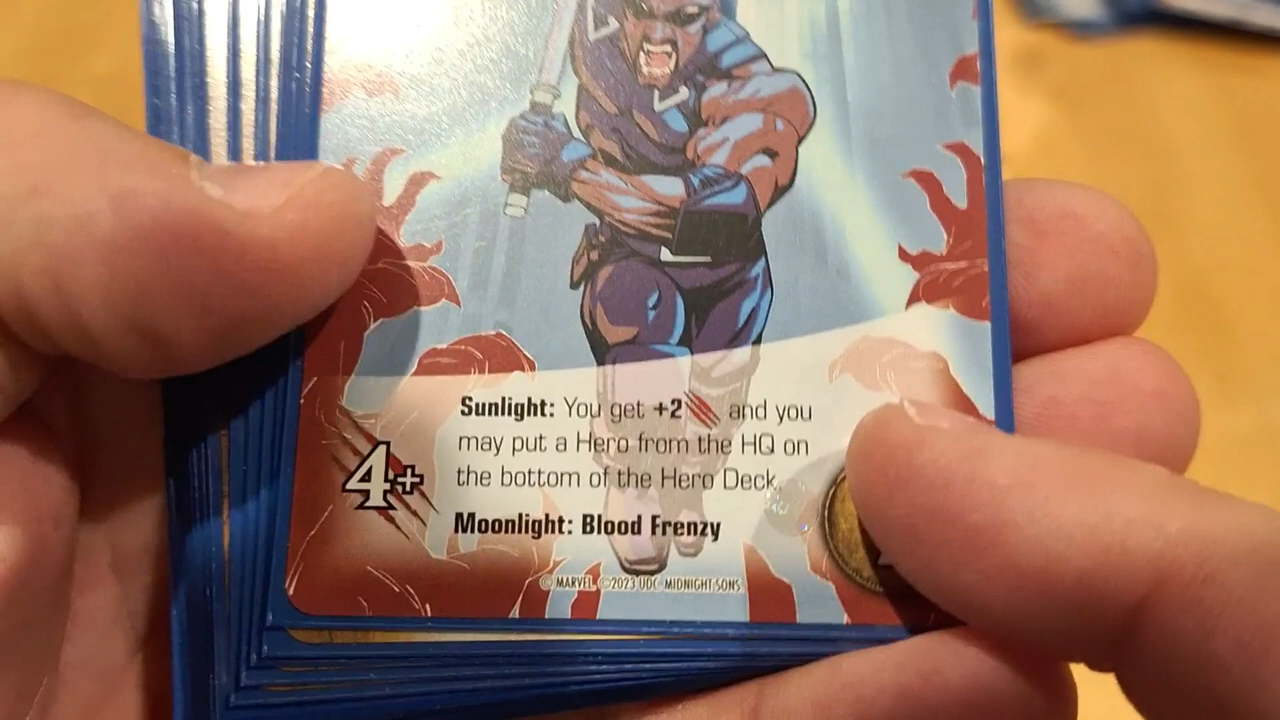 Sunlight: You get +2 and you
may put a Hero from the HQ on
the bottom of the Hero Deck.
4+
Moonlight: Blood Frenzy
© MARVEL ©2023 UDC MIDNIGHT SONS